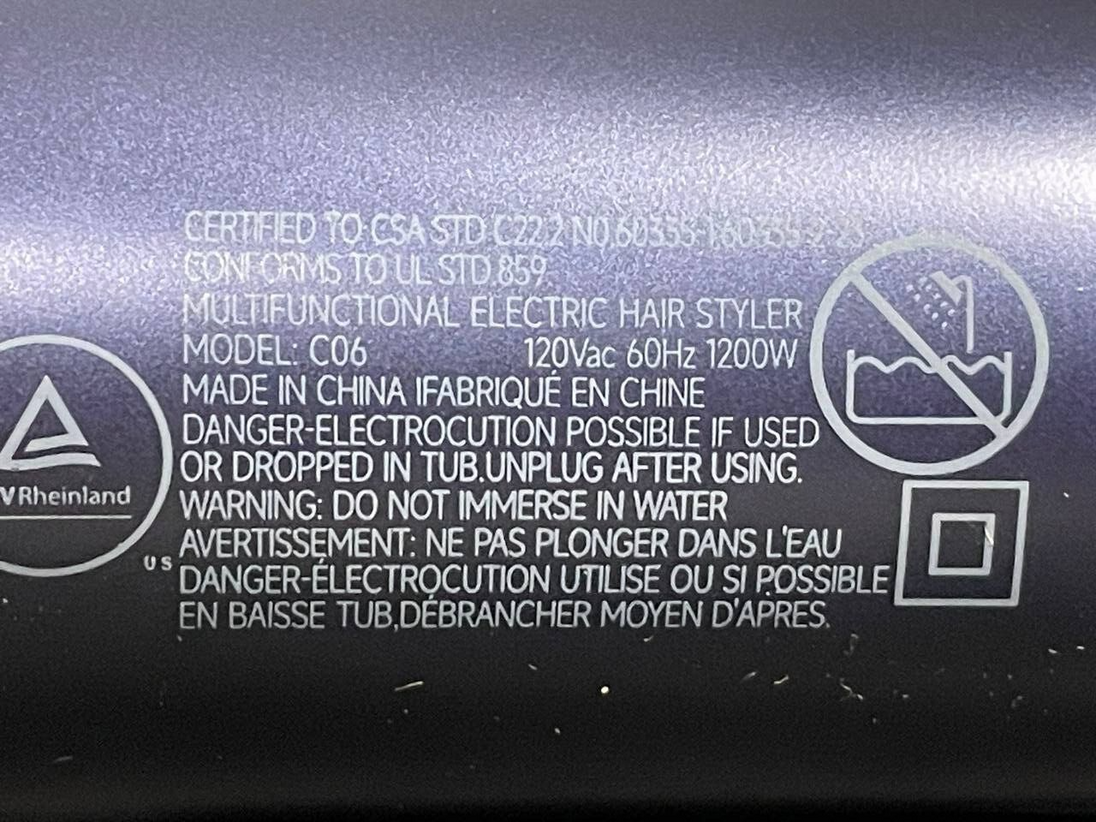 CERTIFIED TO CSA STD C22.2 NO.60335-1 60335-2-23
CONFORMS TO UL STD.859
MULTIFUNCTIONAL ELECTRIC HAIR STYLER
MODEL: C06 120Vac 60Hz 1200W
MADE IN CHINA IFABRIQUÉ EN CHINE
DANGER-ELECTROCUTION POSSIBLE IF USED
OR DROPPED IN TUB.UNPLUG AFTER USING.
WARNING: DO NOT IMMERSE IN WATER
AVERTISSEMENT: NE PAS PLONGER DANS L'EAU
DANGER-ÉLECTROCUTION UTILISE OU SI POSSIBLE
EN BAISSE TUB,DÉBRANCHER MOYEN D'APRES.
VRheinland
US